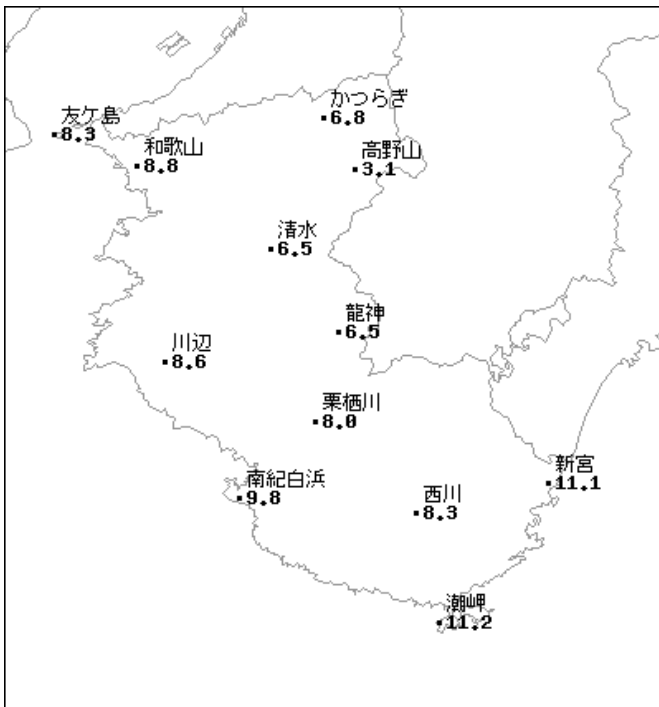 かつらぎ
6.8
友ケ島
8.3
和歌山
8.8
高野山
3.1
清水
6.5
龍神
6.5
川辺
8.6
栗栖川
8.0
新宮
11.1
南紀白浜
9.8
西川
8.3
潮岬
11.2